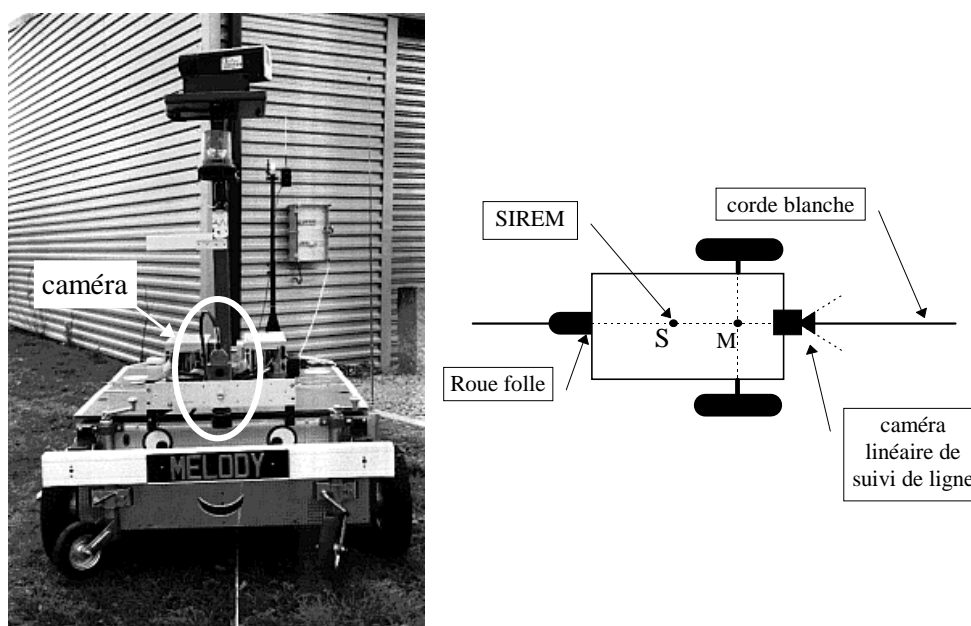 caméra
MELODY
SIREM
corde blanche
S
M
Roue folle
caméra
linéaire de
suivi de ligne